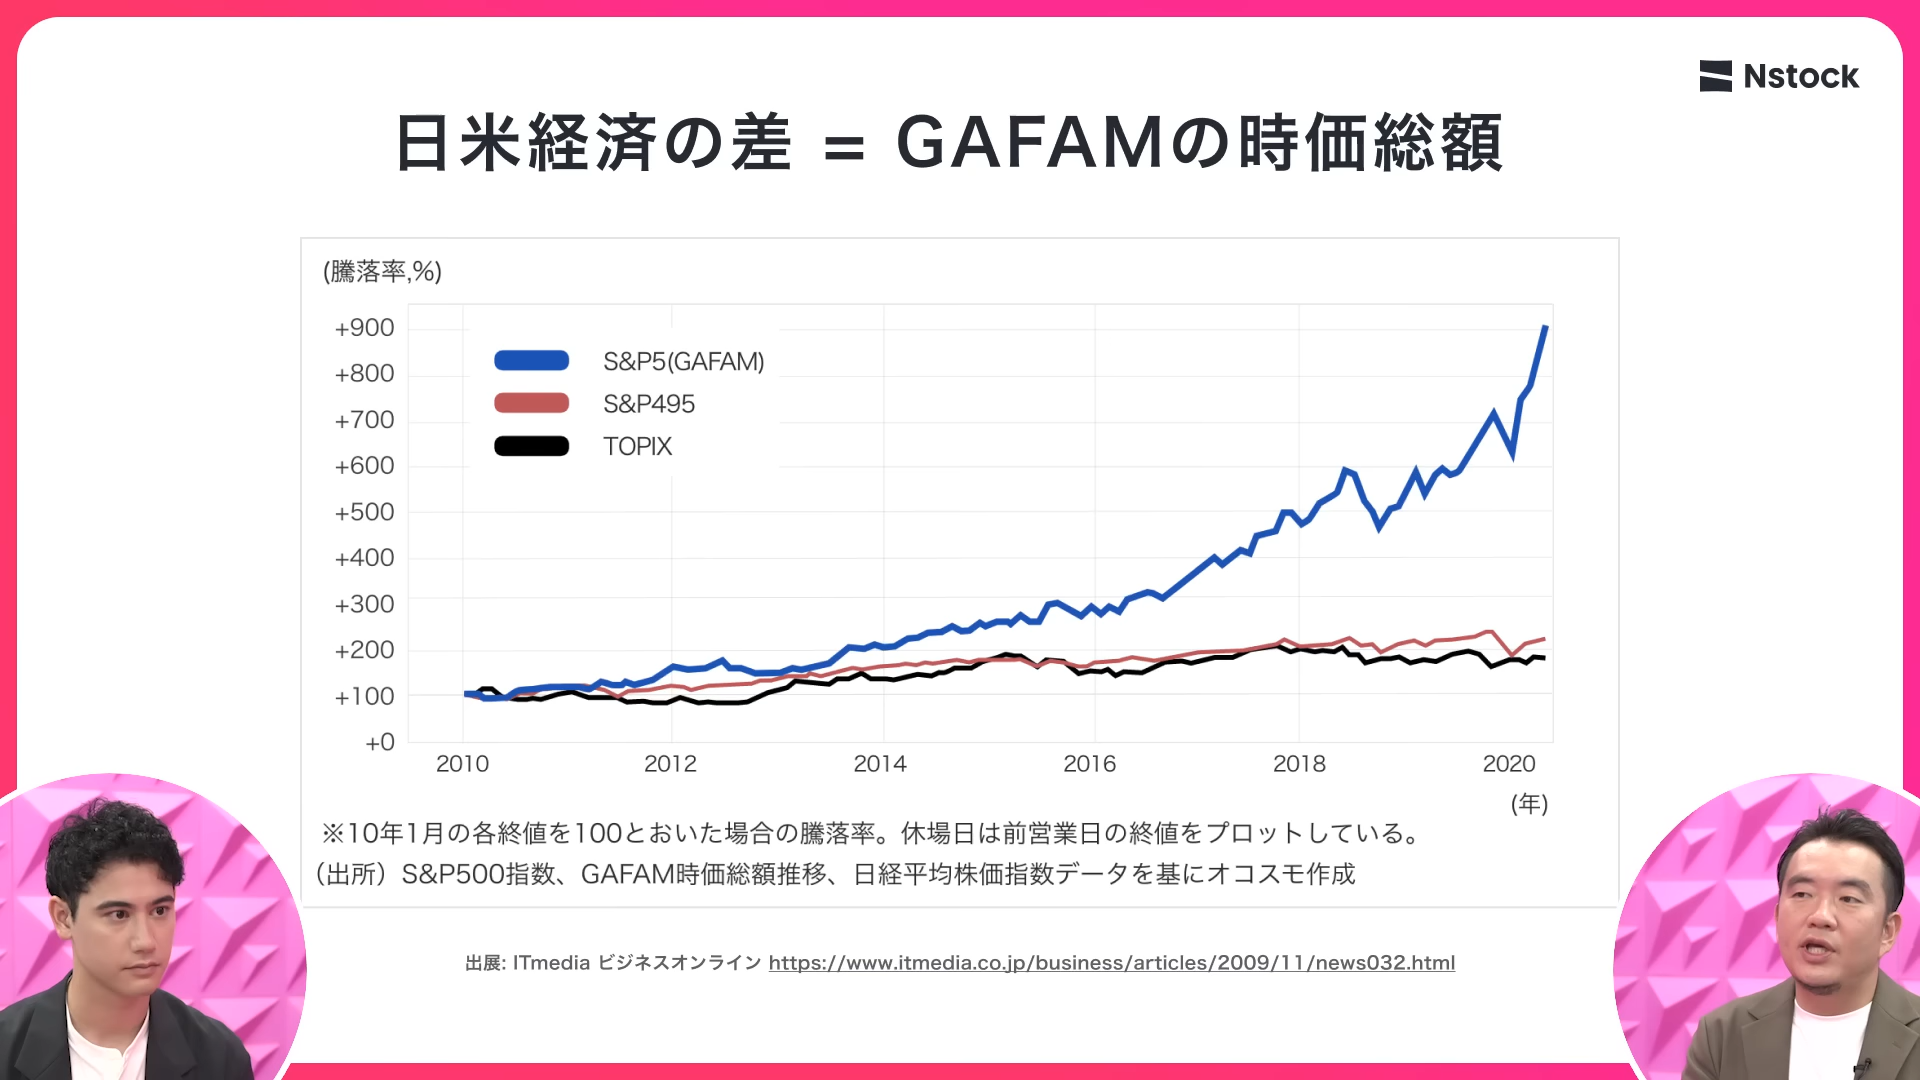 Nstock
日米経済の差 = GAFAMの時価総額
(騰落率,%)
+900
+800
+700
+600
+500
+400
+300
+200
+100
+0
S&P5(GAFAM)
S&P495
TOPIX
2010 2012 2014 2016 2018 2020
(年)
※10年1月の各終値を100とおいた場合の騰落率。休場日は前営業日の終値をプロットしている。
（出所）S&P500指数、GAFAM時価総額推移、日経平均株価指数データを基にオコスモ作成
出展: ITmedia ビジネスオンライン https://www.itmedia.co.jp/business/articles/2009/11/news032.html